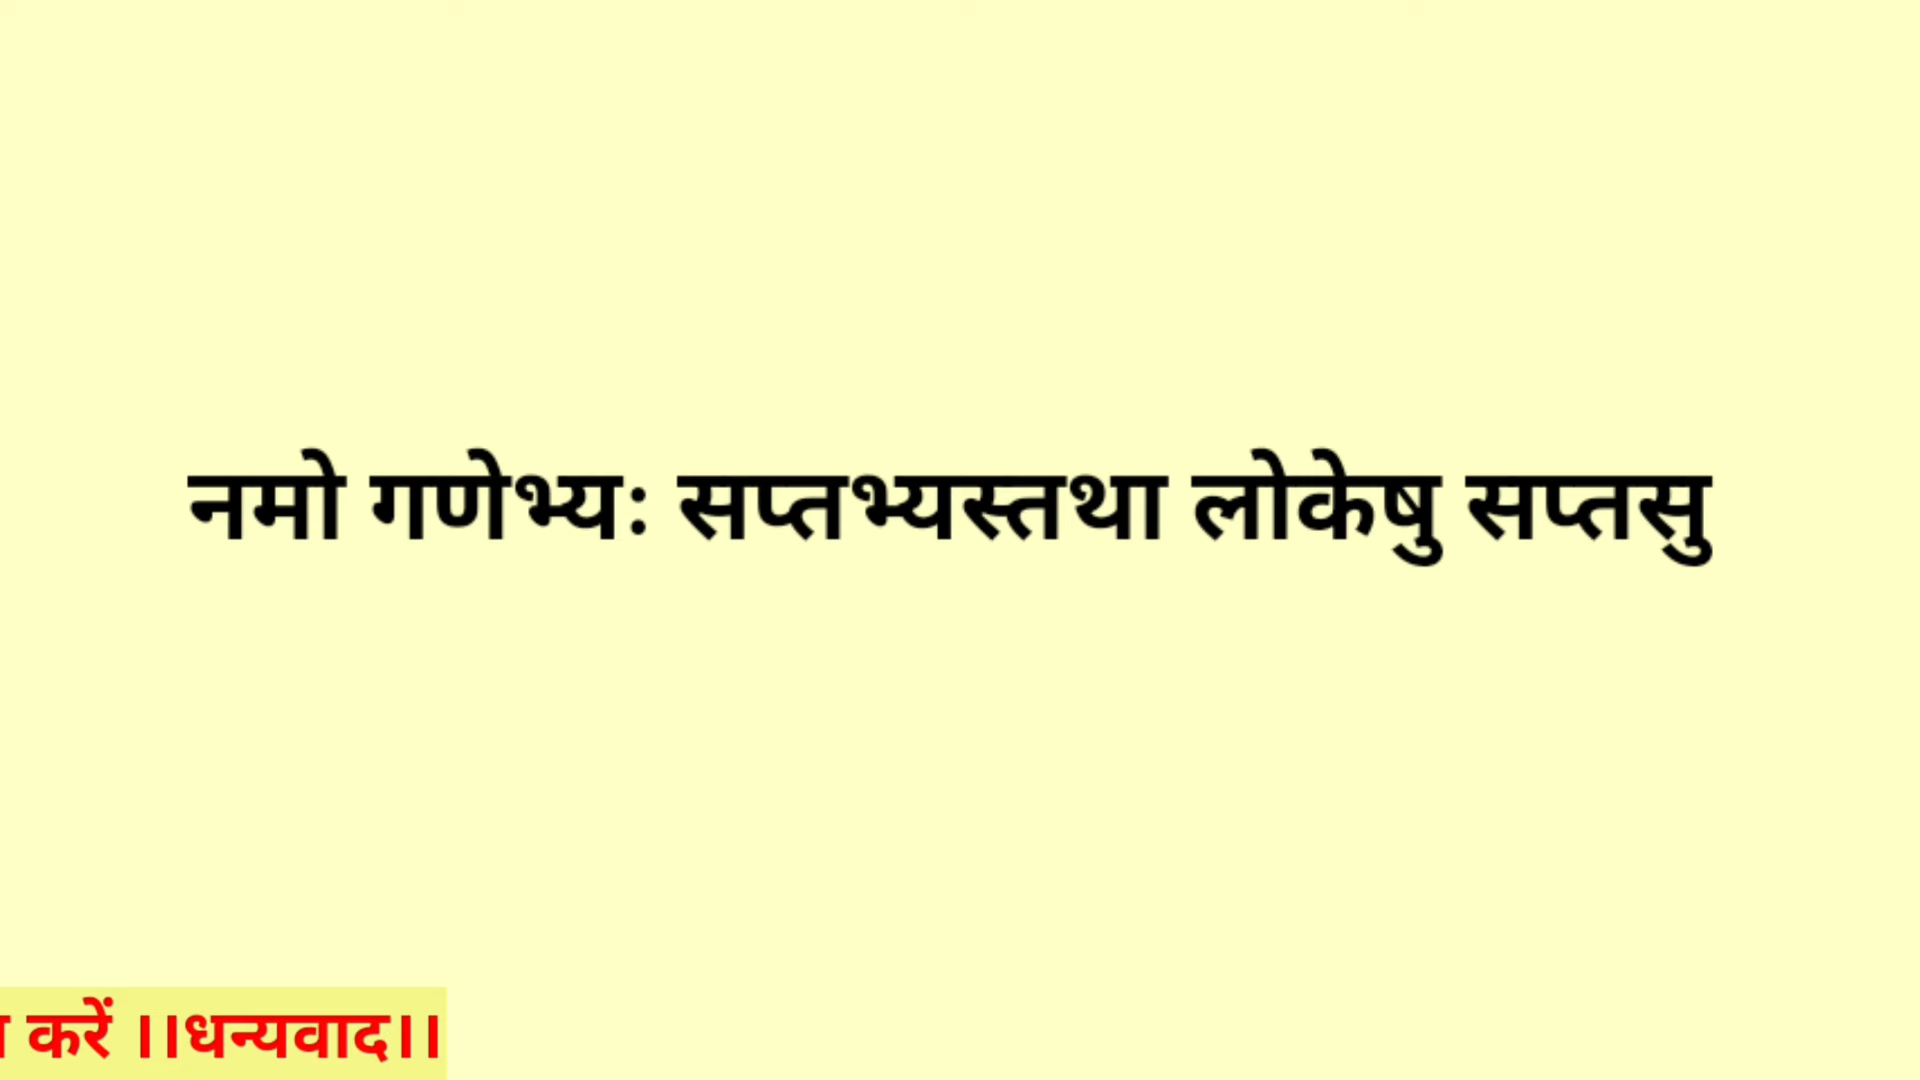 नमो गणेभ्यः सप्तभ्यस्तथा लोकेषु सप्तसु
करें ।।धन्यवाद।।